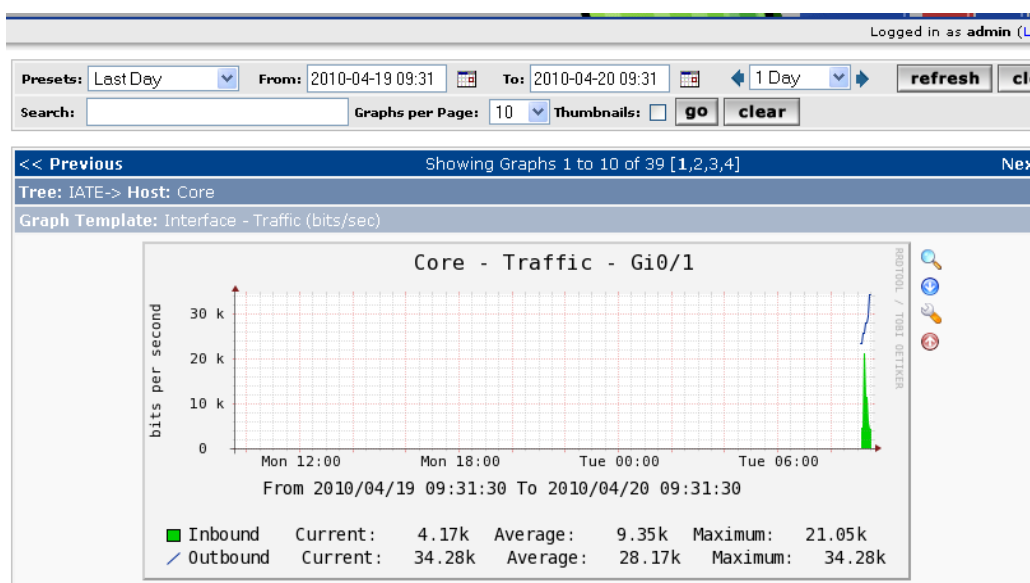 Logged in as admin (L
Presets: Last Day From: 2010-04-19 09:31 To: 2010-04-20 09:31 1 Day refresh cl
Search: Graphs per Page: 10 Thumbnails: go clear
<< Previous Showing Graphs 1 to 10 of 39 [1,2,3,4] Nex
Tree: IATE-> Host: Core
Graph Template: Interface - Traffic (bits/sec)
Core - Traffic - Gi0/1
RRDTOOL / TOBI OETIKER
bits per second
30 k
20 k
10 k
0
Mon 12:00 Mon 18:00 Tue 00:00 Tue 06:00
From 2010/04/19 09:31:30 To 2010/04/20 09:31:30
Inbound Current: 4.17k Average: 9.35k Maximum: 21.05k
Outbound Current: 34.28k Average: 28.17k Maximum: 34.28k